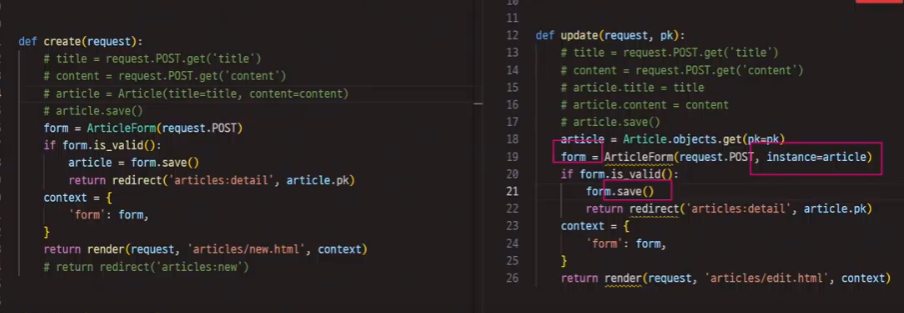 def create(request):
# title = request.POST.get('title')
# content = request.POST.get('content')
# article = Article(title=title, content=content)
# article.save()
form = ArticleForm(request.POST)
if form.is_valid():
article = form.save()
return redirect('articles:detail', article.pk)
context = {
'form': form,
}
return render(request, 'articles/new.html', context)
# return redirect('articles:new')
11
12 def update(request, pk):
13 # title = request.POST.get('title')
14 # content = request.POST.get('content')
15 # article.title = title
16 # article.content = content
17 # article.save()
18 article = Article.objects.get(pk=pk)
19 form = ArticleForm(request.POST, instance=article)
20 if form.is_valid():
21 form.save()
22 return redirect('articles:detail', article.pk)
23 context = {
24 'form': form,
25 }
26 return render(request, 'articles/edit.html', context)